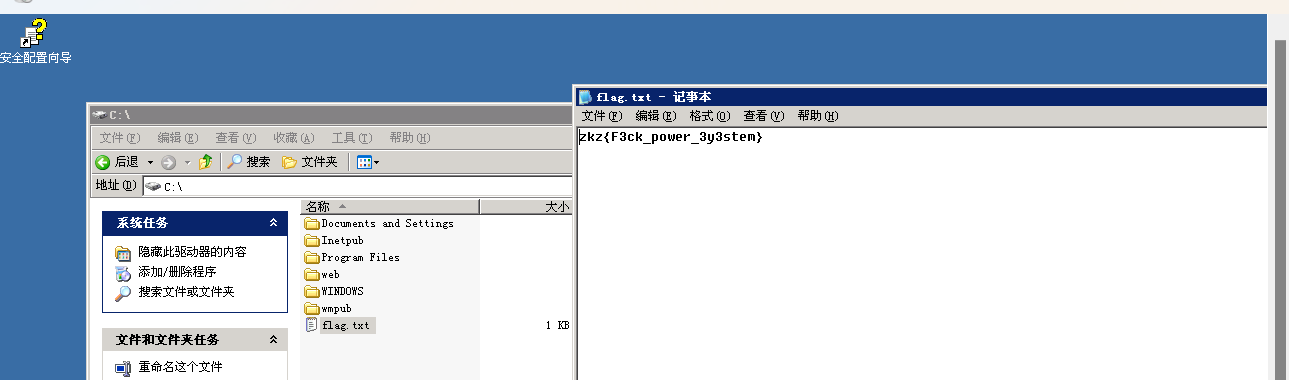 安全配置向导
C:\
文件(F) 编辑(E) 查看(V) 收藏(A) 工具(T) 帮助(H)
后退 搜索 文件夹
地址(D) C:\
系统任务
隐藏此驱动器的内容
添加/删除程序
搜索文件或文件夹
文件和文件夹任务
重命名这个文件
名称 大小
Documents and Settings
Inetpub
Program Files
web
WINDOWS
wmpub
flag.txt 1 KB
flag.txt - 记事本
文件(F) 编辑(E) 格式(O) 查看(V) 帮助(H)
zkz{F3ck_power_3y3stem}